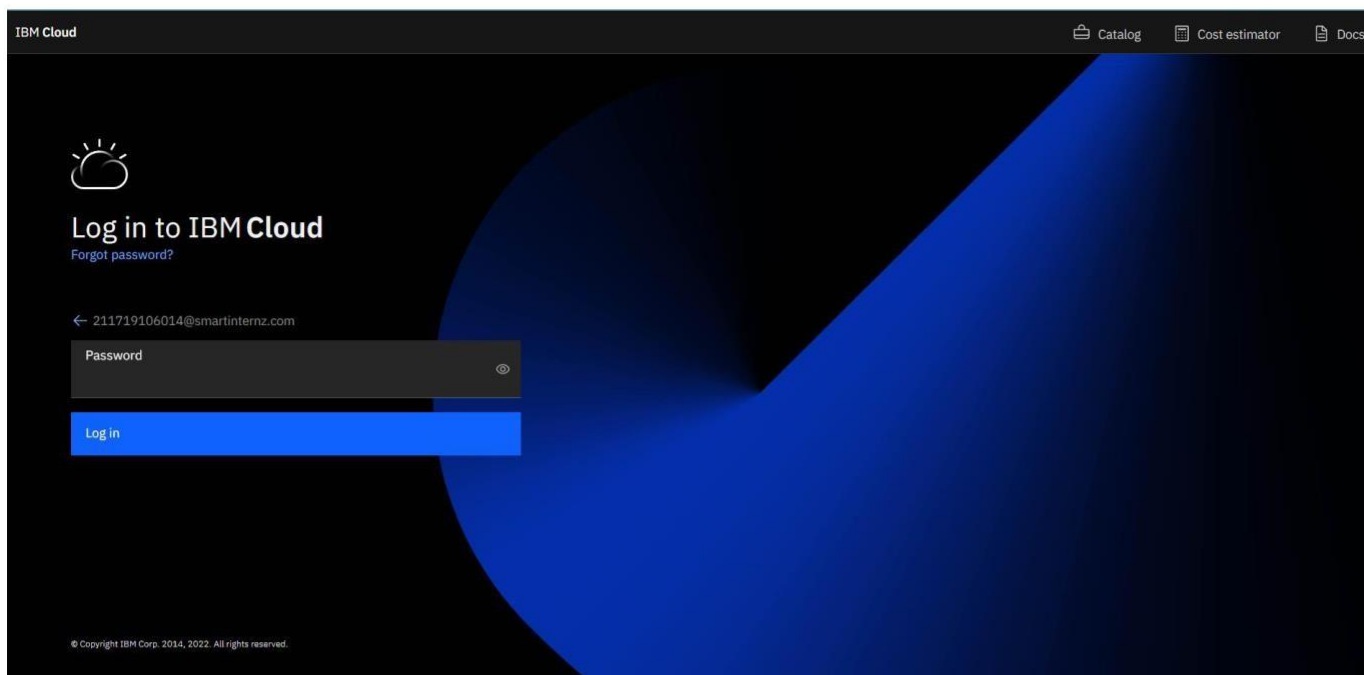 IBM Cloud
Catalog
Cost estimator
Docs
Log in to IBM Cloud
Forgot password?
← 211719106014@smartinternz.com
Password
Log in
© Copyright IBM Corp. 2014, 2022. All rights reserved.